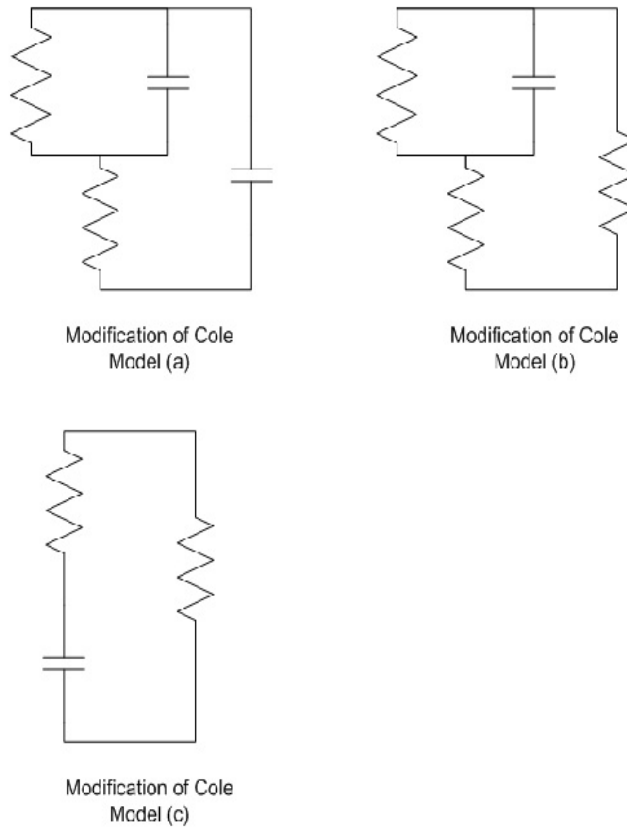 Modification of Cole
Model (a)
Modification of Cole
Model (b)
Modification of Cole
Model (c)